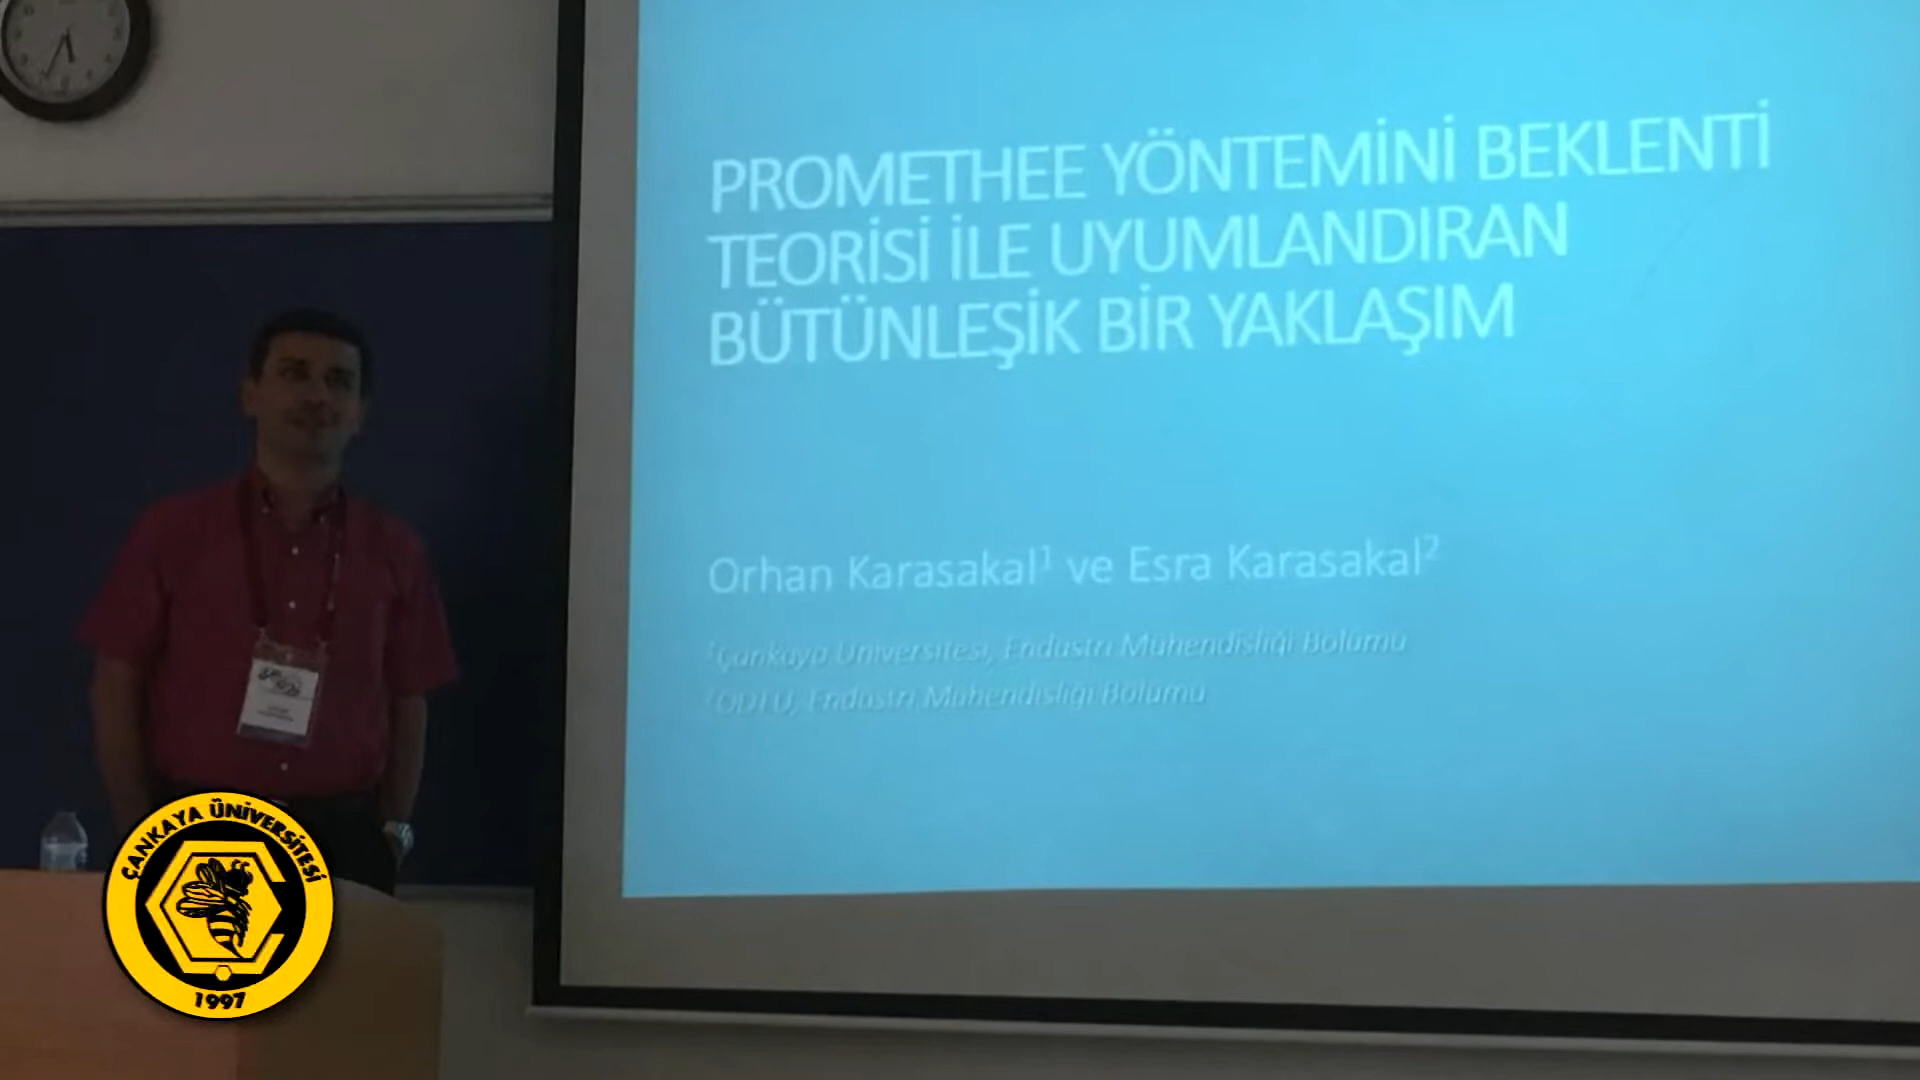 PROMETHEE YÖNTEMİNİ BEKLENTİ
TEORİSİ İLE UYUMLANDIRAN
BÜTÜNLEŞİK BİR YAKLAŞIM
Orhan Karasakal¹ ve Esra Karasakal²
¹Çankaya Üniversitesi, Endüstri Mühendisliği Bölümü
²ODTÜ, Endüstri Mühendisliği Bölümü
ÇANKAYA ÜNİVERSİTESİ
1997